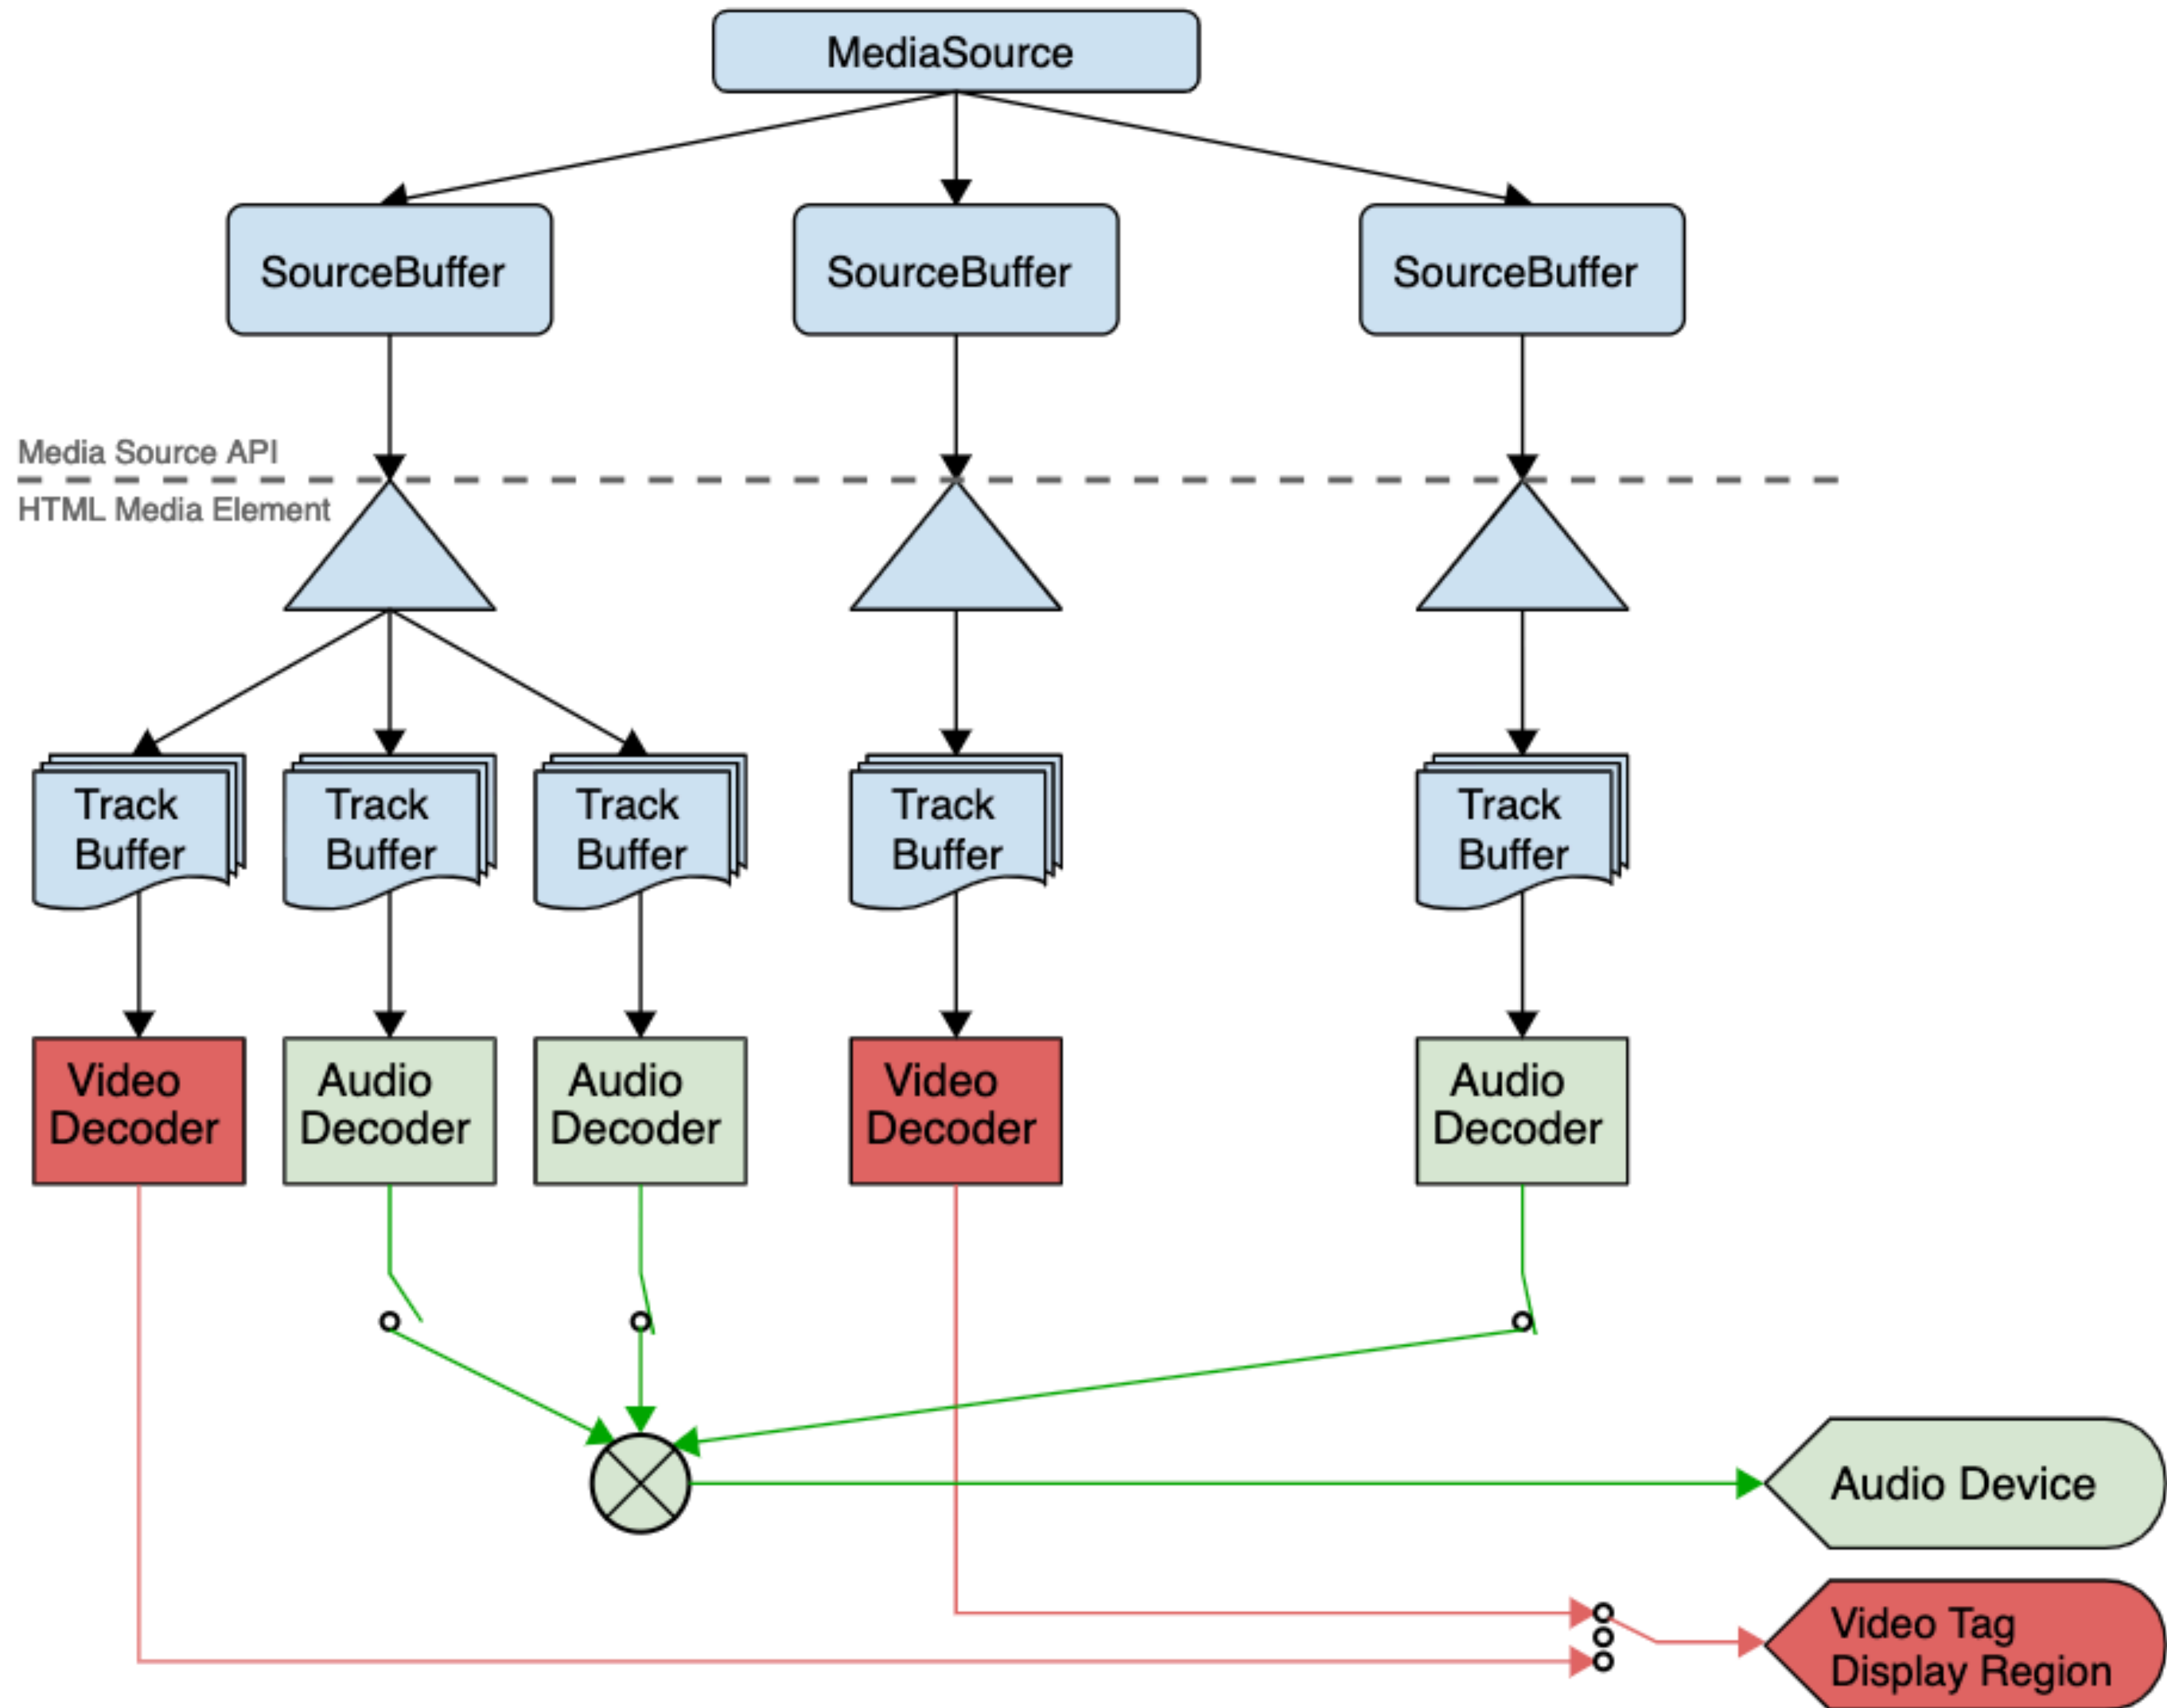 MediaSource
SourceBuffer
SourceBuffer
SourceBuffer
Media Source API
HTML Media Element
Track
Buffer
Track
Buffer
Track
Buffer
Track
Buffer
Track
Buffer
Video
Decoder
Audio
Decoder
Audio
Decoder
Video
Decoder
Audio
Decoder
Audio Device
Video Tag
Display Region